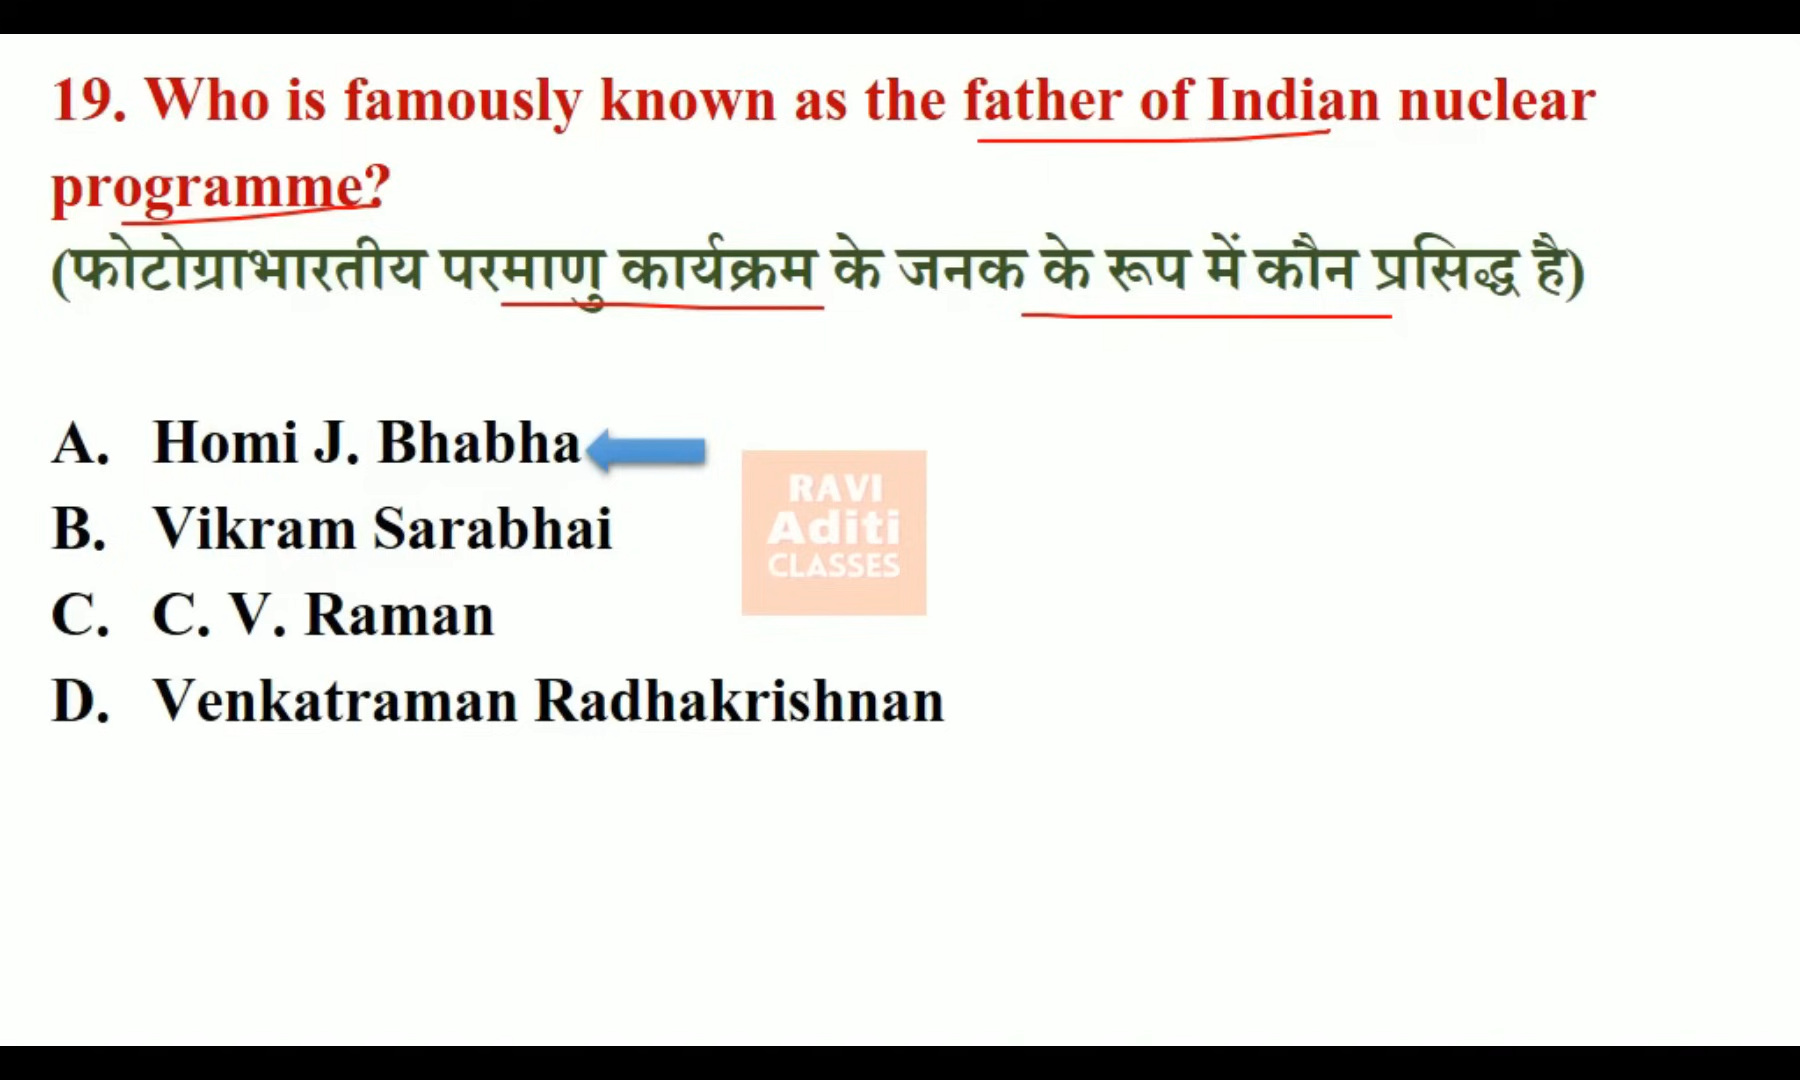 19. Who is famously known as the father of Indian nuclear
programme?
(फोटोग्राभारतीय परमाणु कार्यक्रम के जनक के रूप में कौन प्रसिद्ध है)
A. Homi J. Bhabha
B. Vikram Sarabhai
C. C. V. Raman
D. Venkatraman Radhakrishnan
RAVI
Aditi
CLASSES